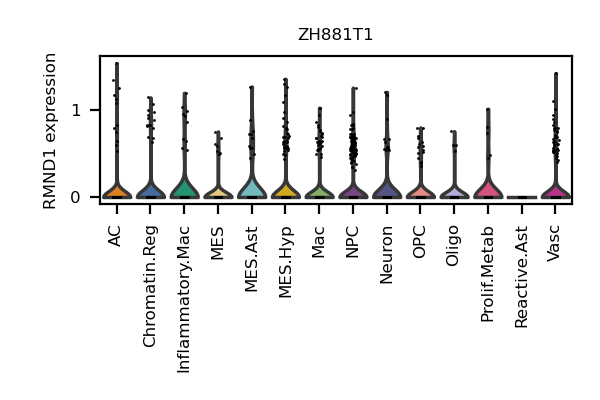 ZH881T1
RMND1 expression
1
0
AC
Chromatin.Reg
Inflammatory.Mac
MES
MES.Ast
MES.Hyp
Mac
NPC
Neuron
OPC
Oligo
Prolif.Metab
Reactive.Ast
Vasc